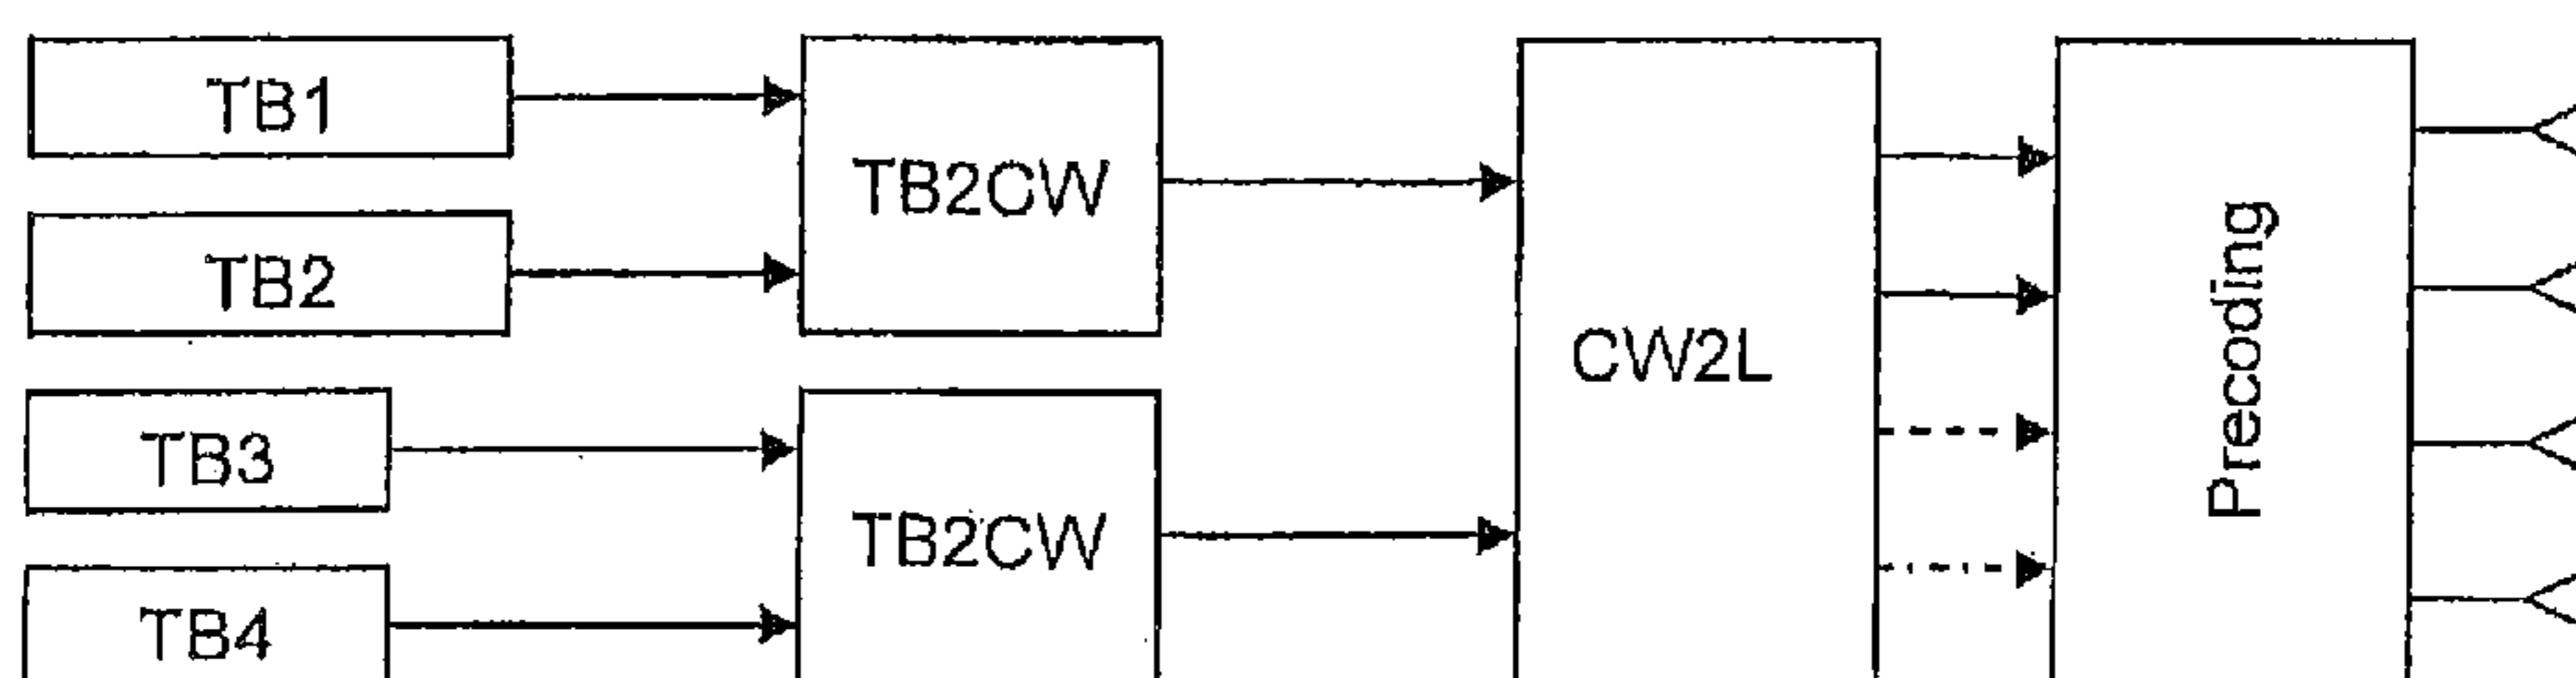 TB1
TB2
TB3
TB4
TB2CW
TB2CW
CW2L
Precoding